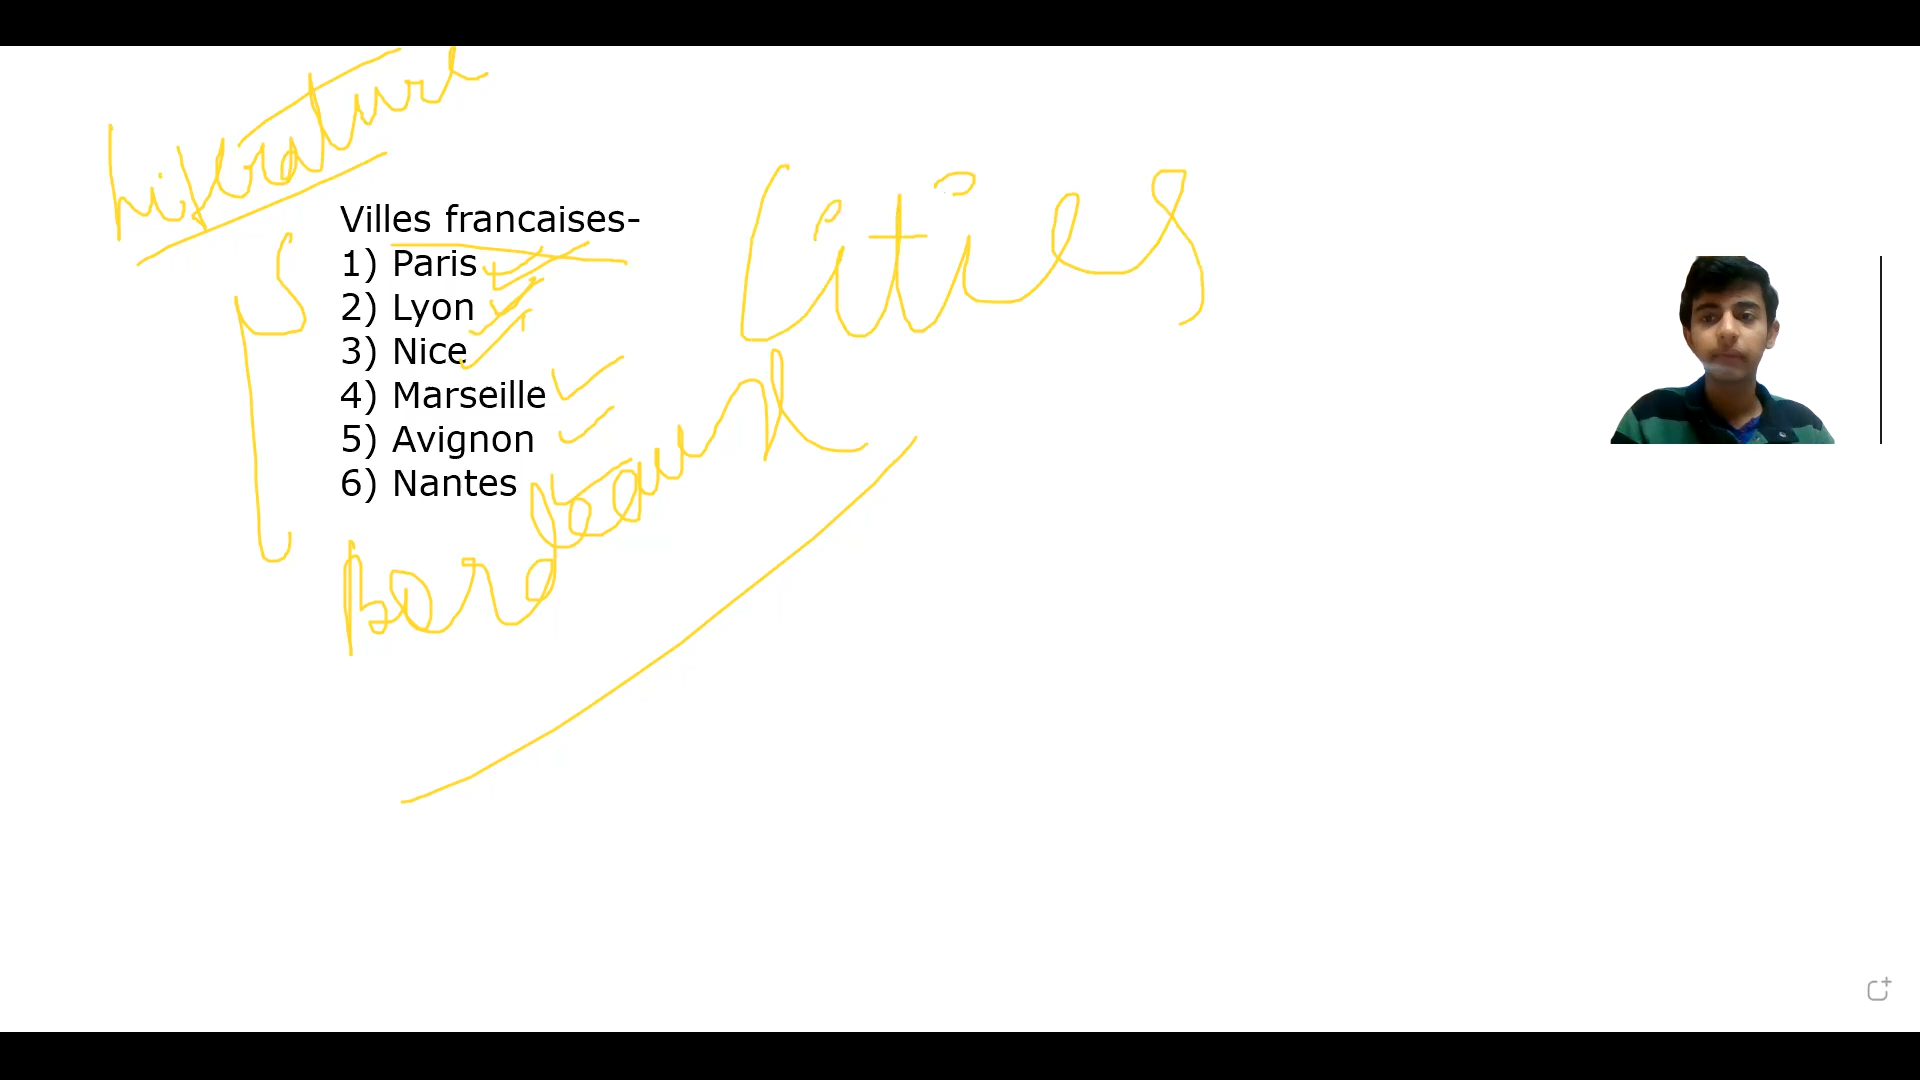 Literature
Villes francaises-
Cities
1) Paris
2) Lyon
3) Nice
4) Marseille
5) Avignon
6) Nantes
Bordeaux